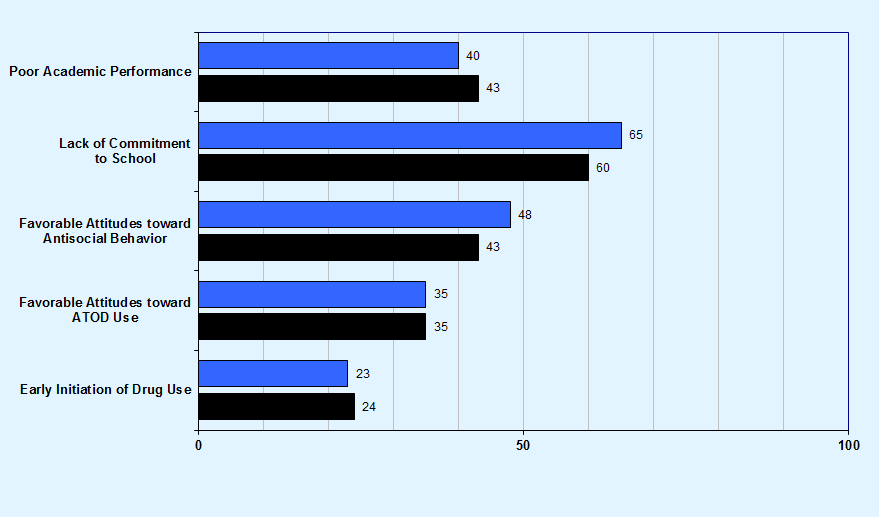 Poor Academic Performance
40
43
Lack of Commitment
to School
65
60
Favorable Attitudes toward
Antisocial Behavior
48
43
Favorable Attitudes toward
ATOD Use
35
35
Early Initiation of Drug Use
23
24
0 50 100